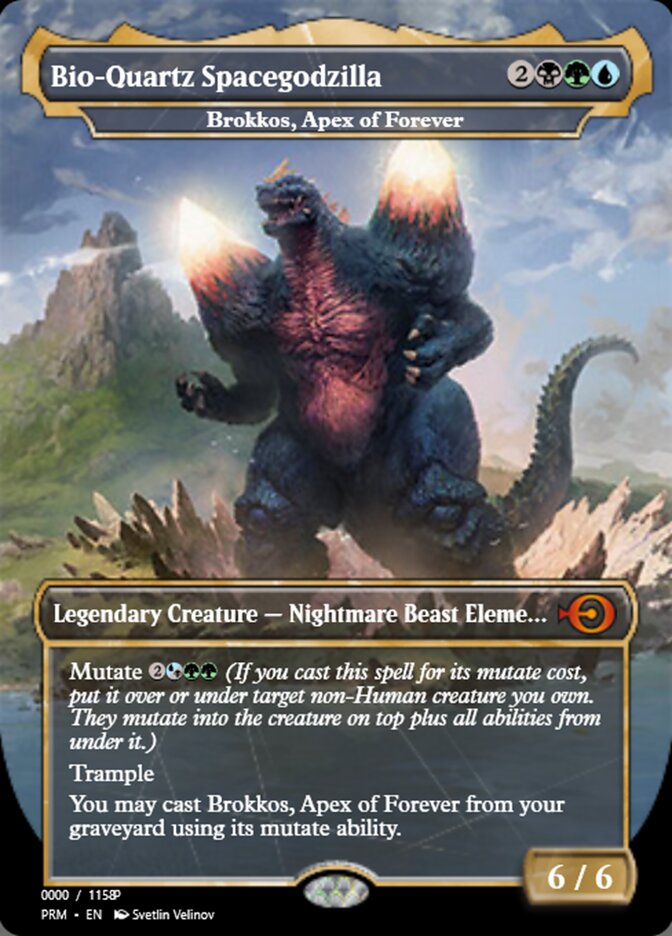 Bio-Quartz Spacegodzilla 2
Brokkos, Apex of Forever
Legendary Creature — Nightmare Beast Eleme...
Mutate 2 (If you cast this spell for its mutate cost,
put it over or under target non-Human creature you own.
They mutate into the creature on top plus all abilities from
under it.)
Trample
You may cast Brokkos, Apex of Forever from your
graveyard using its mutate ability.
6 / 6
0000 / 1158P
PRM • EN Svetlin Velinov